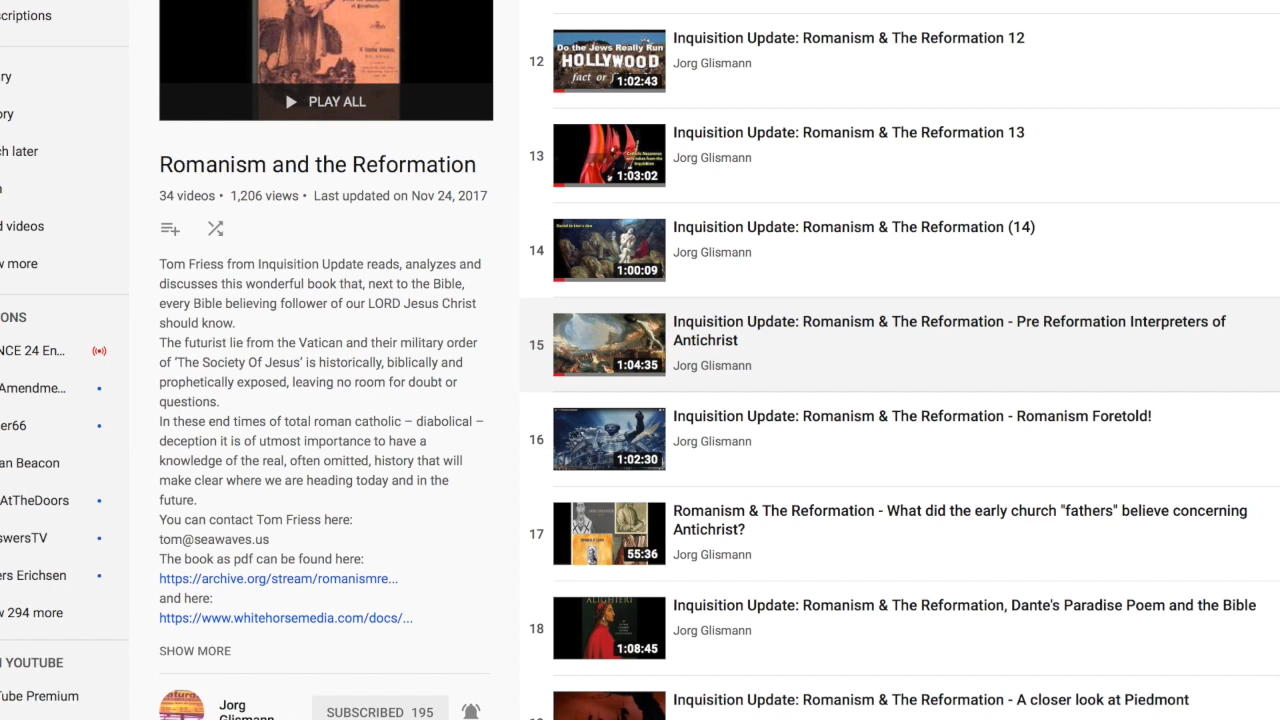 scriptions
ry
ory
ch later
n
d videos
w more
ONS
NCE 24 En...
Amendme...
er66
an Beacon
AtTheDoors
swersTV
ers Erichsen
w 294 more
N YOUTUBE
Tube Premium
PLAY ALL
Romanism and the Reformation
34 videos • 1,206 views • Last updated on Nov 24, 2017
Tom Friess from Inquisition Update reads, analyzes and
discusses this wonderful book that, next to the Bible,
every Bible believing follower of our LORD Jesus Christ
should know.
The futurist lie from the Vatican and their military order
of ‘The Society Of Jesus’ is historically, biblically and
prophetically exposed, leaving no room for doubt or
questions.
In these end times of total roman catholic – diabolical –
deception it is of utmost importance to have a
knowledge of the real, often omitted, history that will
make clear where we are heading today and in the
future.
You can contact Tom Friess here:
tom@seawaves.us
The book as pdf can be found here:
https://archive.org/stream/romanismre...
and here:
https://www.whitehorsemedia.com/docs/...
SHOW MORE
Jorg
Glismann
SUBSCRIBED 195
12
Do the Jews Really Run
HOLLYWOOD
fact or
1:02:43
Inquisition Update: Romanism & The Reformation 12
Jorg Glismann
13
1:03:02
Inquisition Update: Romanism & The Reformation 13
Jorg Glismann
14
1:00:09
Inquisition Update: Romanism & The Reformation (14)
Jorg Glismann
15
1:04:35
Inquisition Update: Romanism & The Reformation - Pre Reformation Interpreters of
Antichrist
Jorg Glismann
16
1:02:30
Inquisition Update: Romanism & The Reformation - Romanism Foretold!
Jorg Glismann
17
55:36
Romanism & The Reformation - What did the early church "fathers" believe concerning
Antichrist?
Jorg Glismann
18
ALIGHIERI
1:08:45
Inquisition Update: Romanism & The Reformation, Dante's Paradise Poem and the Bible
Jorg Glismann
Inquisition Update: Romanism & The Reformation - A closer look at Piedmont